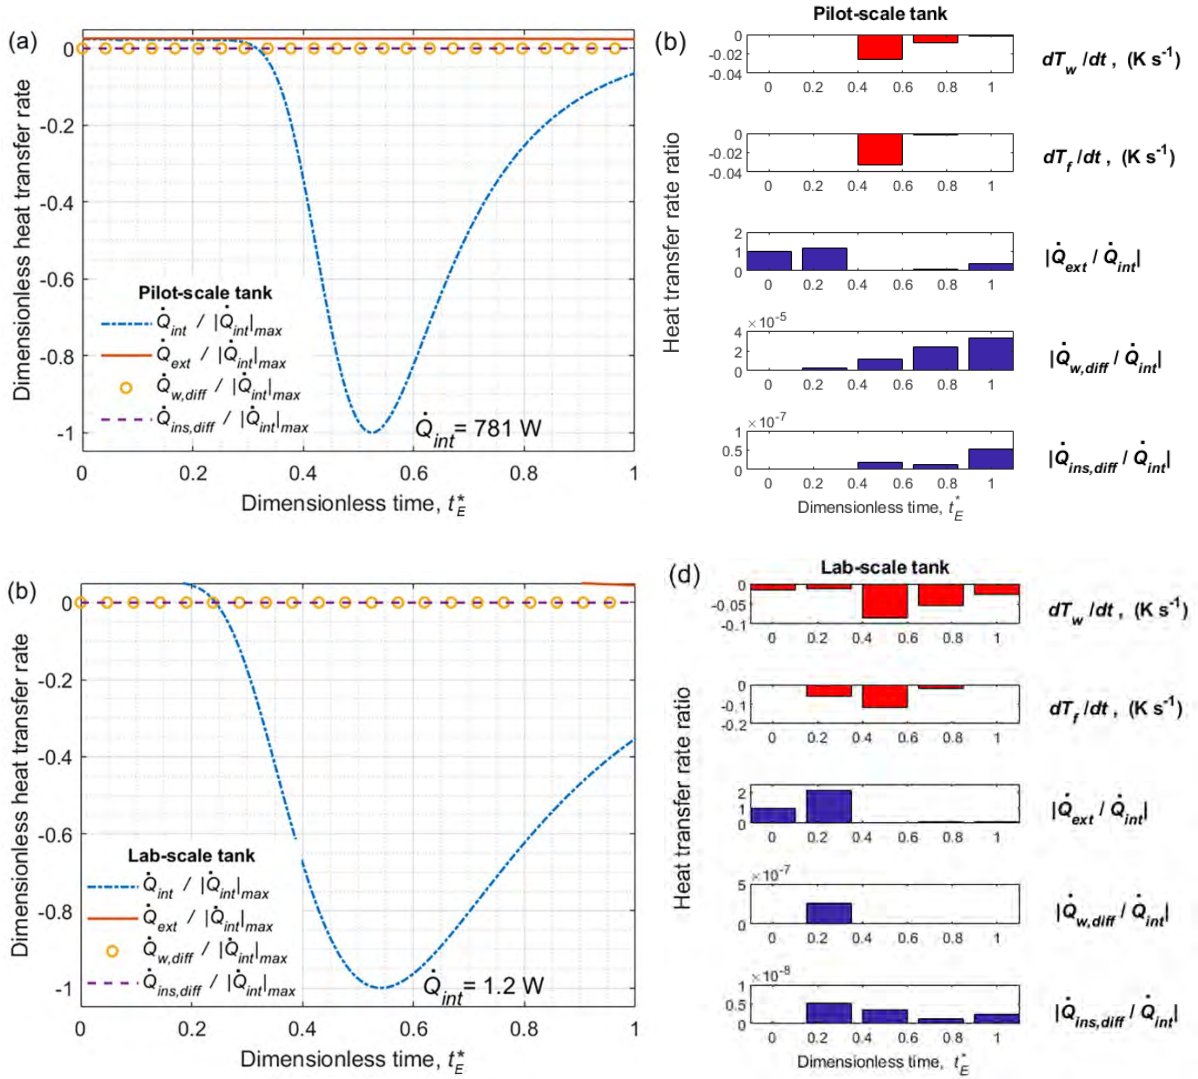 (a)
Dimensionless heat transfer rate
0
-0.2
-0.4
-0.6
-0.8
-1
Pilot-scale tank
Q̇int / |Q̇int|max
Q̇ext / |Q̇int|max
Q̇w,diff / |Q̇int|max
Q̇ins,diff / |Q̇int|max
Q̇int= 781 W
0 0.2 0.4 0.6 0.8 1
Dimensionless time, t*E
(b)
Pilot-scale tank
Heat transfer rate ratio
0
-0.02
-0.04
0 0.2 0.4 0.6 0.8 1
dTw /dt , (K s-1)
0
-0.02
-0.04
0 0.2 0.4 0.6 0.8 1
dTf /dt , (K s-1)
2
1
0
0 0.2 0.4 0.6 0.8 1
|Q̇ext / Q̇int|
×10-5
4
2
0
0 0.2 0.4 0.6 0.8 1
|Q̇w,diff / Q̇int|
×10-7
1
0.5
0
0 0.2 0.4 0.6 0.8 1
|Q̇ins,diff / Q̇int|
Dimensionless time, t*E
(b)
Dimensionless heat transfer rate
0
-0.2
-0.4
-0.6
-0.8
-1
Lab-scale tank
Q̇int / |Q̇int|max
Q̇ext / |Q̇int|max
Q̇w,diff / |Q̇int|max
Q̇ins,diff / |Q̇int|max
Q̇int= 1.2 W
0 0.2 0.4 0.6 0.8 1
Dimensionless time, t*E
(d)
Lab-scale tank
Heat transfer rate ratio
0
-0.05
-0.1
0 0.2 0.4 0.6 0.8 1
dTw /dt , (K s-1)
0
-0.1
-0.2
0 0.2 0.4 0.6 0.8 1
dTf /dt , (K s-1)
2
1
0
0 0.2 0.4 0.6 0.8 1
|Q̇ext / Q̇int|
×10-7
5
0
0 0.2 0.4 0.6 0.8 1
|Q̇w,diff / Q̇int|
×10-8
1
0.5
0
0 0.2 0.4 0.6 0.8 1
|Q̇ins,diff / Q̇int|
Dimensionless time, t*E